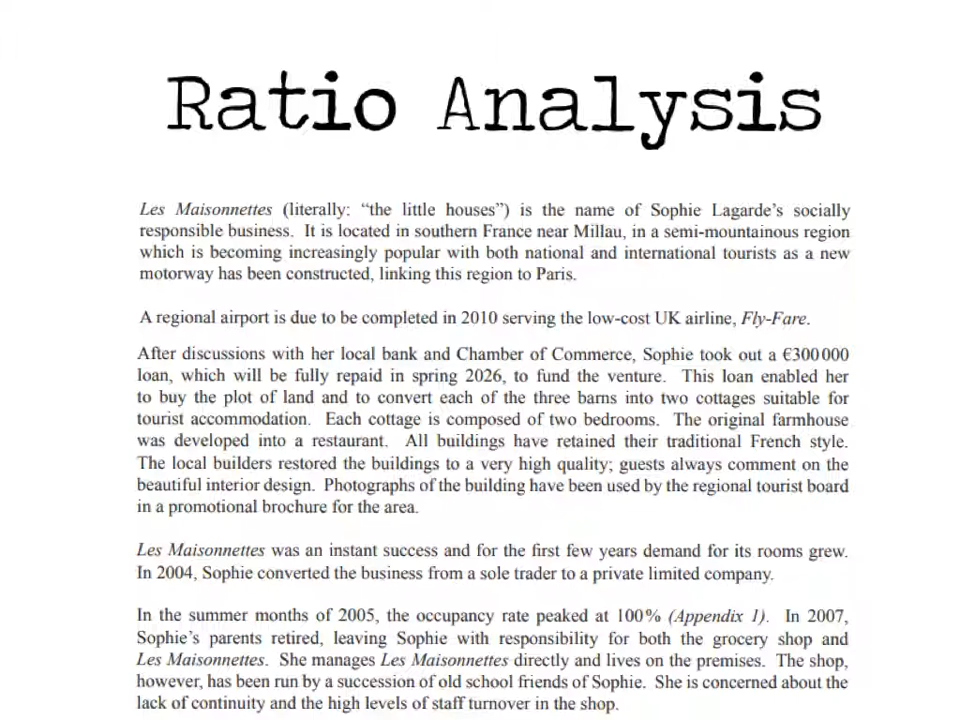 Ratio Analysis
Les Maisonnettes (literally: “the little houses”) is the name of Sophie Lagarde’s socially
responsible business. It is located in southern France near Millau, in a semi-mountainous region
which is becoming increasingly popular with both national and international tourists as a new
motorway has been constructed, linking this region to Paris.
A regional airport is due to be completed in 2010 serving the low-cost UK airline, Fly-Fare.
After discussions with her local bank and Chamber of Commerce, Sophie took out a €300 000
loan, which will be fully repaid in spring 2026, to fund the venture. This loan enabled her
to buy the plot of land and to convert each of the three barns into two cottages suitable for
tourist accommodation. Each cottage is composed of two bedrooms. The original farmhouse
was developed into a restaurant. All buildings have retained their traditional French style.
The local builders restored the buildings to a very high quality; guests always comment on the
beautiful interior design. Photographs of the building have been used by the regional tourist board
in a promotional brochure for the area.
Les Maisonnettes was an instant success and for the first few years demand for its rooms grew.
In 2004, Sophie converted the business from a sole trader to a private limited company.
In the summer months of 2005, the occupancy rate peaked at 100% (Appendix 1). In 2007,
Sophie’s parents retired, leaving Sophie with responsibility for both the grocery shop and
Les Maisonnettes. She manages Les Maisonnettes directly and lives on the premises. The shop,
however, has been run by a succession of old school friends of Sophie. She is concerned about the
lack of continuity and the high levels of staff turnover in the shop.